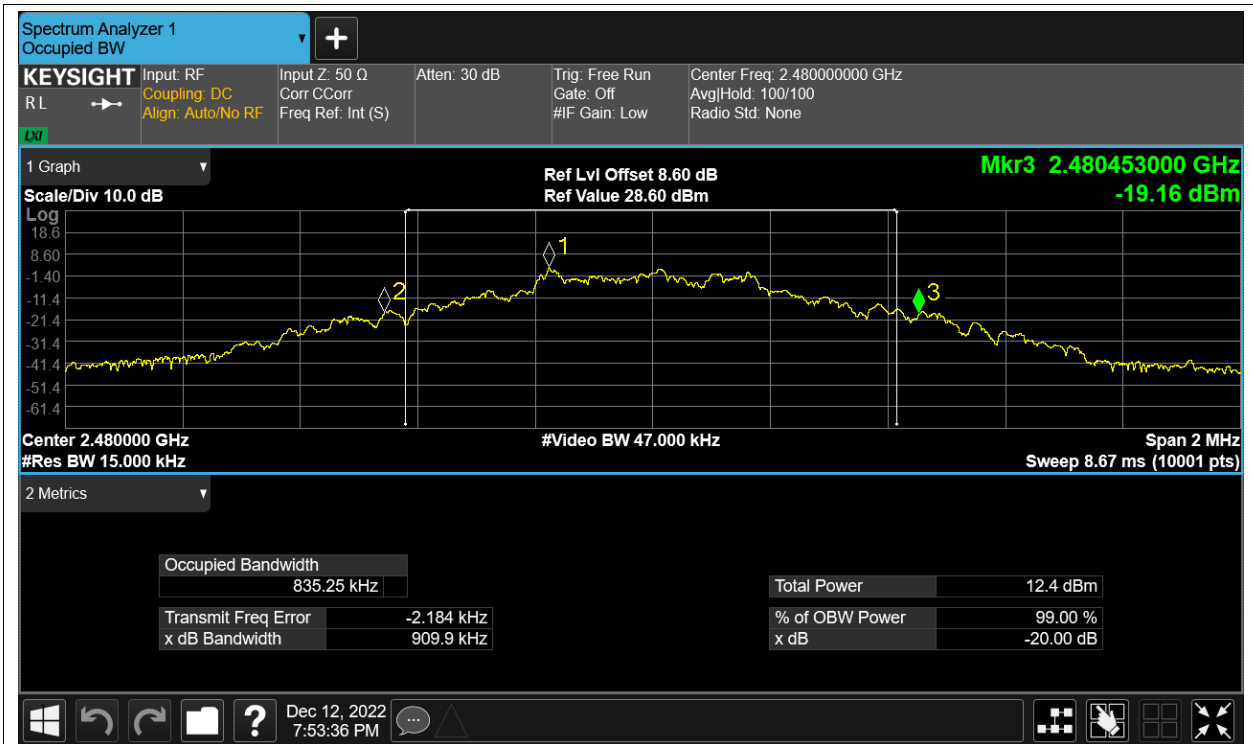 Spectrum Analyzer 1
Occupied BW
KEYSIGHT
RL
LXI
Input: RF
Coupling: DC
Align: Auto/No RF
Input Z: 50 Ω
Corr CCorr
Freq Ref: Int (S)
Atten: 30 dB
Trig: Free Run
Gate: Off
#IF Gain: Low
Center Freq: 2.480000000 GHz
Avg|Hold: 100/100
Radio Std: None
1 Graph
Scale/Div 10.0 dB
Ref Lvl Offset 8.60 dB
Ref Value 28.60 dBm
Mkr3 2.480453000 GHz
-19.16 dBm
Log
18.6
8.60
-1.40
-11.4
-21.4
-31.4
-41.4
-51.4
-61.4
1
2
3
Center 2.480000 GHz
#Res BW 15.000 kHz
#Video BW 47.000 kHz
Span 2 MHz
Sweep 8.67 ms (10001 pts)
2 Metrics
Occupied Bandwidth
835.25 kHz
Transmit Freq Error -2.184 kHz
x dB Bandwidth 909.9 kHz
Total Power 12.4 dBm
% of OBW Power 99.00 %
x dB -20.00 dB
?
Dec 12, 2022
7:53:36 PM